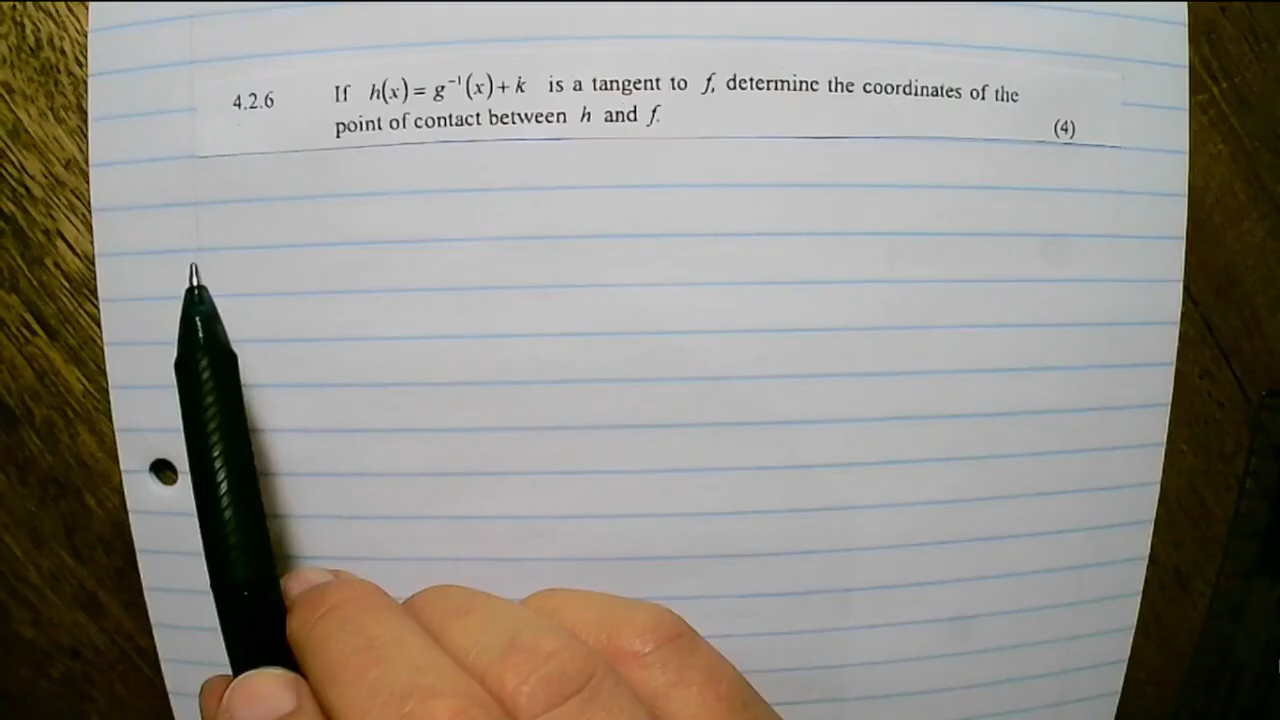 4.2.6 If h(x) = g⁻¹(x) + k is a tangent to f, determine the coordinates of the
point of contact between h and f.
(4)